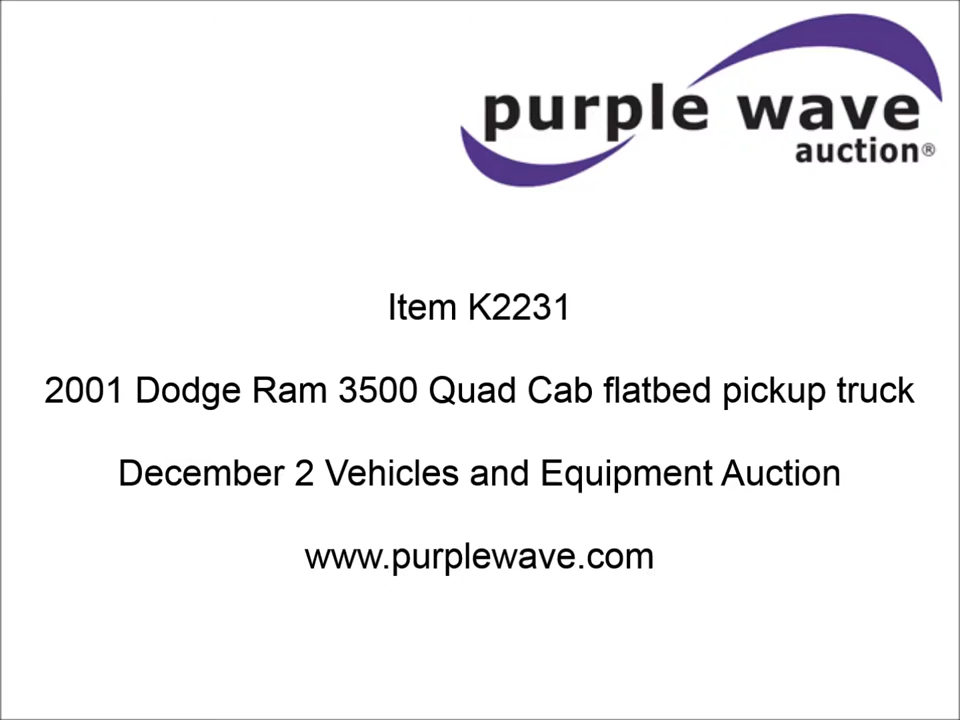 purple wave
auction®
Item K2231
2001 Dodge Ram 3500 Quad Cab flatbed pickup truck
December 2 Vehicles and Equipment Auction
www.purplewave.com